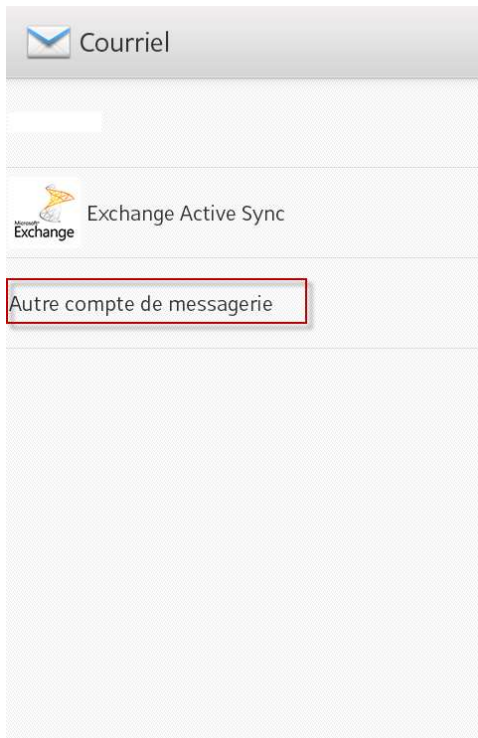 Courriel
Microsoft
Exchange
Exchange Active Sync
Autre compte de messagerie